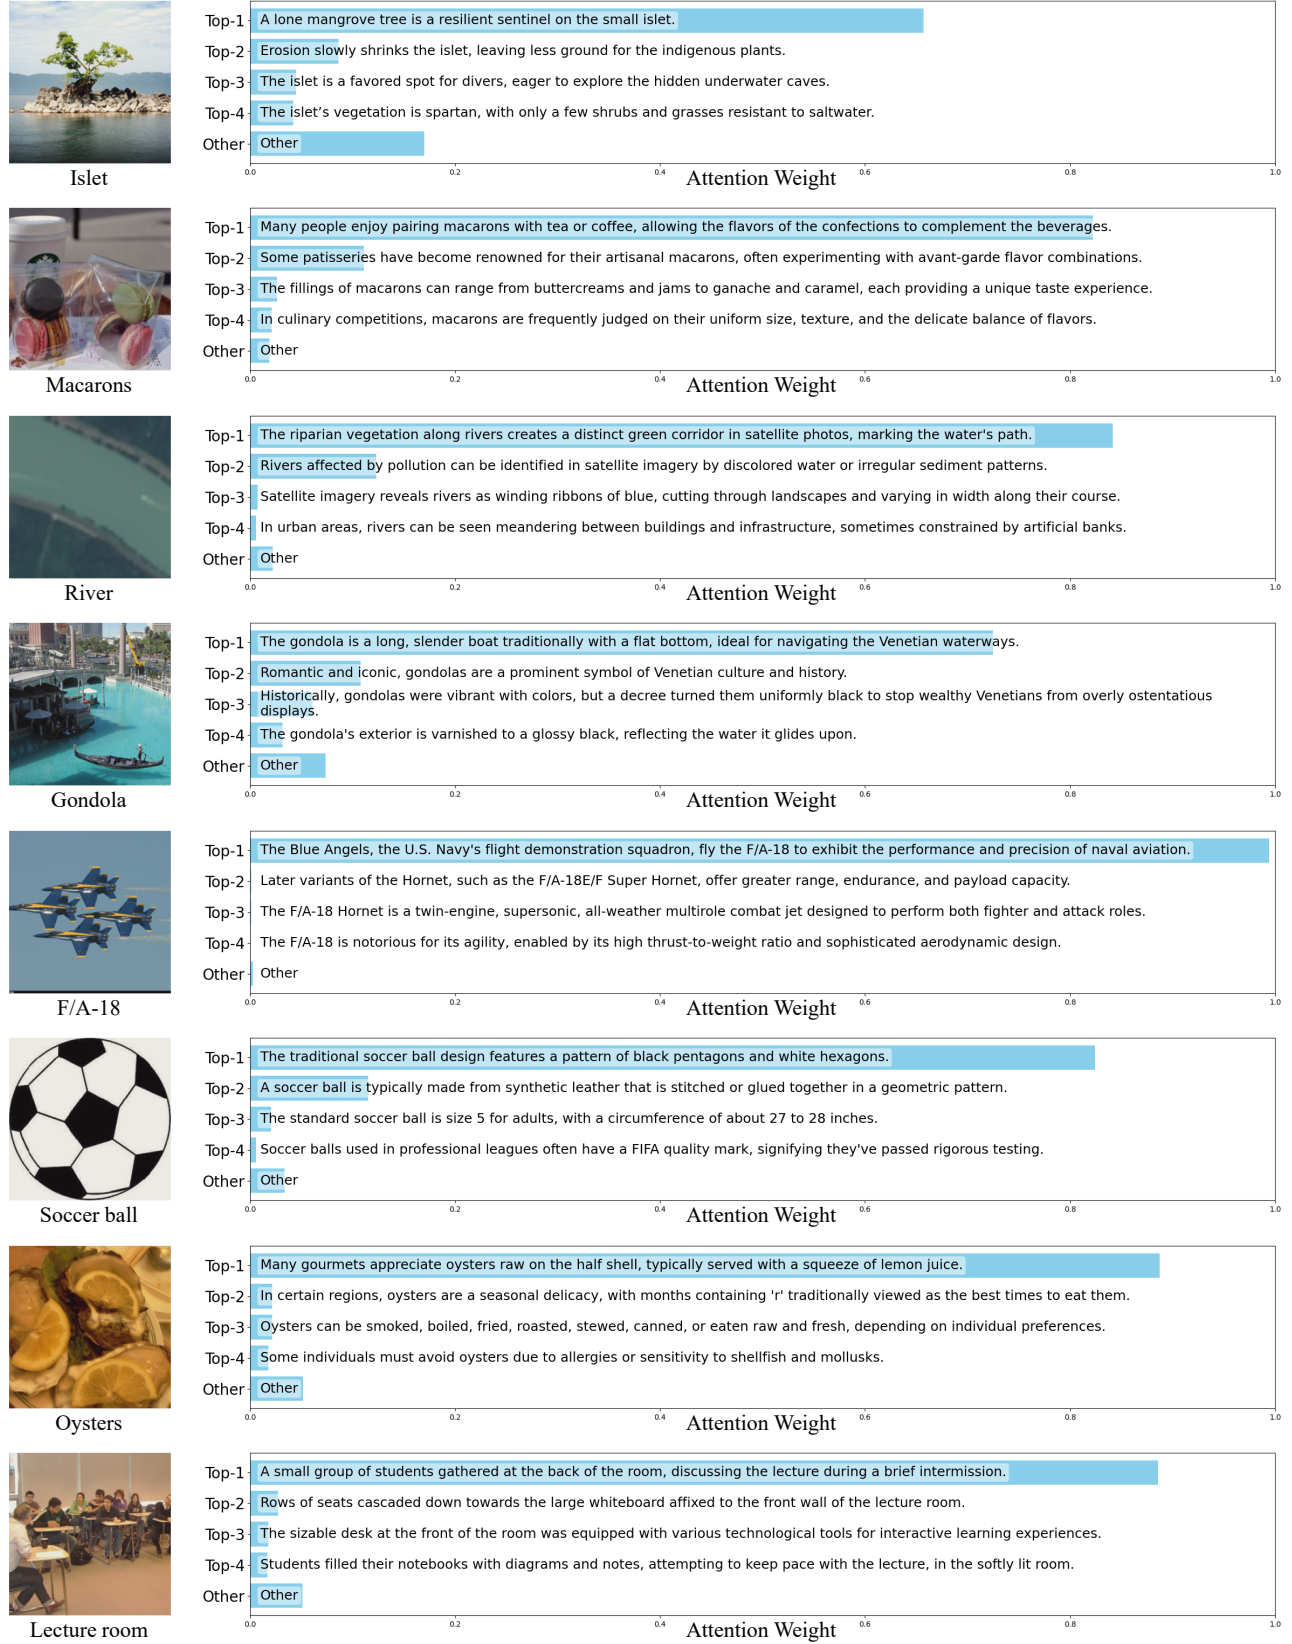 Top-1 A lone mangrove tree is a resilient sentinel on the small islet.
Top-2 Erosion slowly shrinks the islet, leaving less ground for the indigenous plants.
Top-3 The islet is a favored spot for divers, eager to explore the hidden underwater caves.
Top-4 The islet’s vegetation is spartan, with only a few shrubs and grasses resistant to saltwater.
Other Other
0.0 0.2 0.4 0.6 0.8 1.0
Islet Attention Weight
Top-1 Many people enjoy pairing macarons with tea or coffee, allowing the flavors of the confections to complement the beverages.
Top-2 Some patisseries have become renowned for their artisanal macarons, often experimenting with avant-garde flavor combinations.
Top-3 The fillings of macarons can range from buttercreams and jams to ganache and caramel, each providing a unique taste experience.
Top-4 In culinary competitions, macarons are frequently judged on their uniform size, texture, and the delicate balance of flavors.
Other Other
0.0 0.2 0.4 0.6 0.8 1.0
Macarons Attention Weight
Top-1 The riparian vegetation along rivers creates a distinct green corridor in satellite photos, marking the water's path.
Top-2 Rivers affected by pollution can be identified in satellite imagery by discolored water or irregular sediment patterns.
Top-3 Satellite imagery reveals rivers as winding ribbons of blue, cutting through landscapes and varying in width along their course.
Top-4 In urban areas, rivers can be seen meandering between buildings and infrastructure, sometimes constrained by artificial banks.
Other Other
0.0 0.2 0.4 0.6 0.8 1.0
River Attention Weight
Top-1 The gondola is a long, slender boat traditionally with a flat bottom, ideal for navigating the Venetian waterways.
Top-2 Romantic and iconic, gondolas are a prominent symbol of Venetian culture and history.
Top-3 Historically, gondolas were vibrant with colors, but a decree turned them uniformly black to stop wealthy Venetians from overly ostentatious
displays.
Top-4 The gondola's exterior is varnished to a glossy black, reflecting the water it glides upon.
Other Other
0.0 0.2 0.4 0.6 0.8 1.0
Gondola Attention Weight
Top-1 The Blue Angels, the U.S. Navy's flight demonstration squadron, fly the F/A-18 to exhibit the performance and precision of naval aviation.
Top-2 Later variants of the Hornet, such as the F/A-18E/F Super Hornet, offer greater range, endurance, and payload capacity.
Top-3 The F/A-18 Hornet is a twin-engine, supersonic, all-weather multirole combat jet designed to perform both fighter and attack roles.
Top-4 The F/A-18 is notorious for its agility, enabled by its high thrust-to-weight ratio and sophisticated aerodynamic design.
Other Other
0.0 0.2 0.4 0.6 0.8 1.0
F/A-18 Attention Weight
Top-1 The traditional soccer ball design features a pattern of black pentagons and white hexagons.
Top-2 A soccer ball is typically made from synthetic leather that is stitched or glued together in a geometric pattern.
Top-3 The standard soccer ball is size 5 for adults, with a circumference of about 27 to 28 inches.
Top-4 Soccer balls used in professional leagues often have a FIFA quality mark, signifying they've passed rigorous testing.
Other Other
0.0 0.2 0.4 0.6 0.8 1.0
Soccer ball Attention Weight
Top-1 Many gourmets appreciate oysters raw on the half shell, typically served with a squeeze of lemon juice.
Top-2 In certain regions, oysters are a seasonal delicacy, with months containing 'r' traditionally viewed as the best times to eat them.
Top-3 Oysters can be smoked, boiled, fried, roasted, stewed, canned, or eaten raw and fresh, depending on individual preferences.
Top-4 Some individuals must avoid oysters due to allergies or sensitivity to shellfish and mollusks.
Other Other
0.0 0.2 0.4 0.6 0.8 1.0
Oysters Attention Weight
Top-1 A small group of students gathered at the back of the room, discussing the lecture during a brief intermission.
Top-2 Rows of seats cascaded down towards the large whiteboard affixed to the front wall of the lecture room.
Top-3 The sizable desk at the front of the room was equipped with various technological tools for interactive learning experiences.
Top-4 Students filled their notebooks with diagrams and notes, attempting to keep pace with the lecture, in the softly lit room.
Other Other
0.0 0.2 0.4 0.6 0.8 1.0
Lecture room Attention Weight